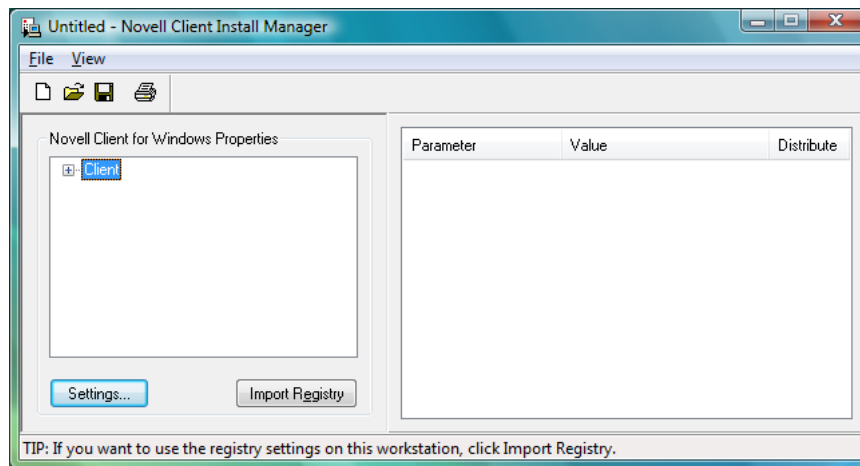 Untitled - Novell Client Install Manager
File View
Novell Client for Windows Properties
Client
Parameter Value Distribute
Settings... Import Registry
TIP: If you want to use the registry settings on this workstation, click Import Registry.